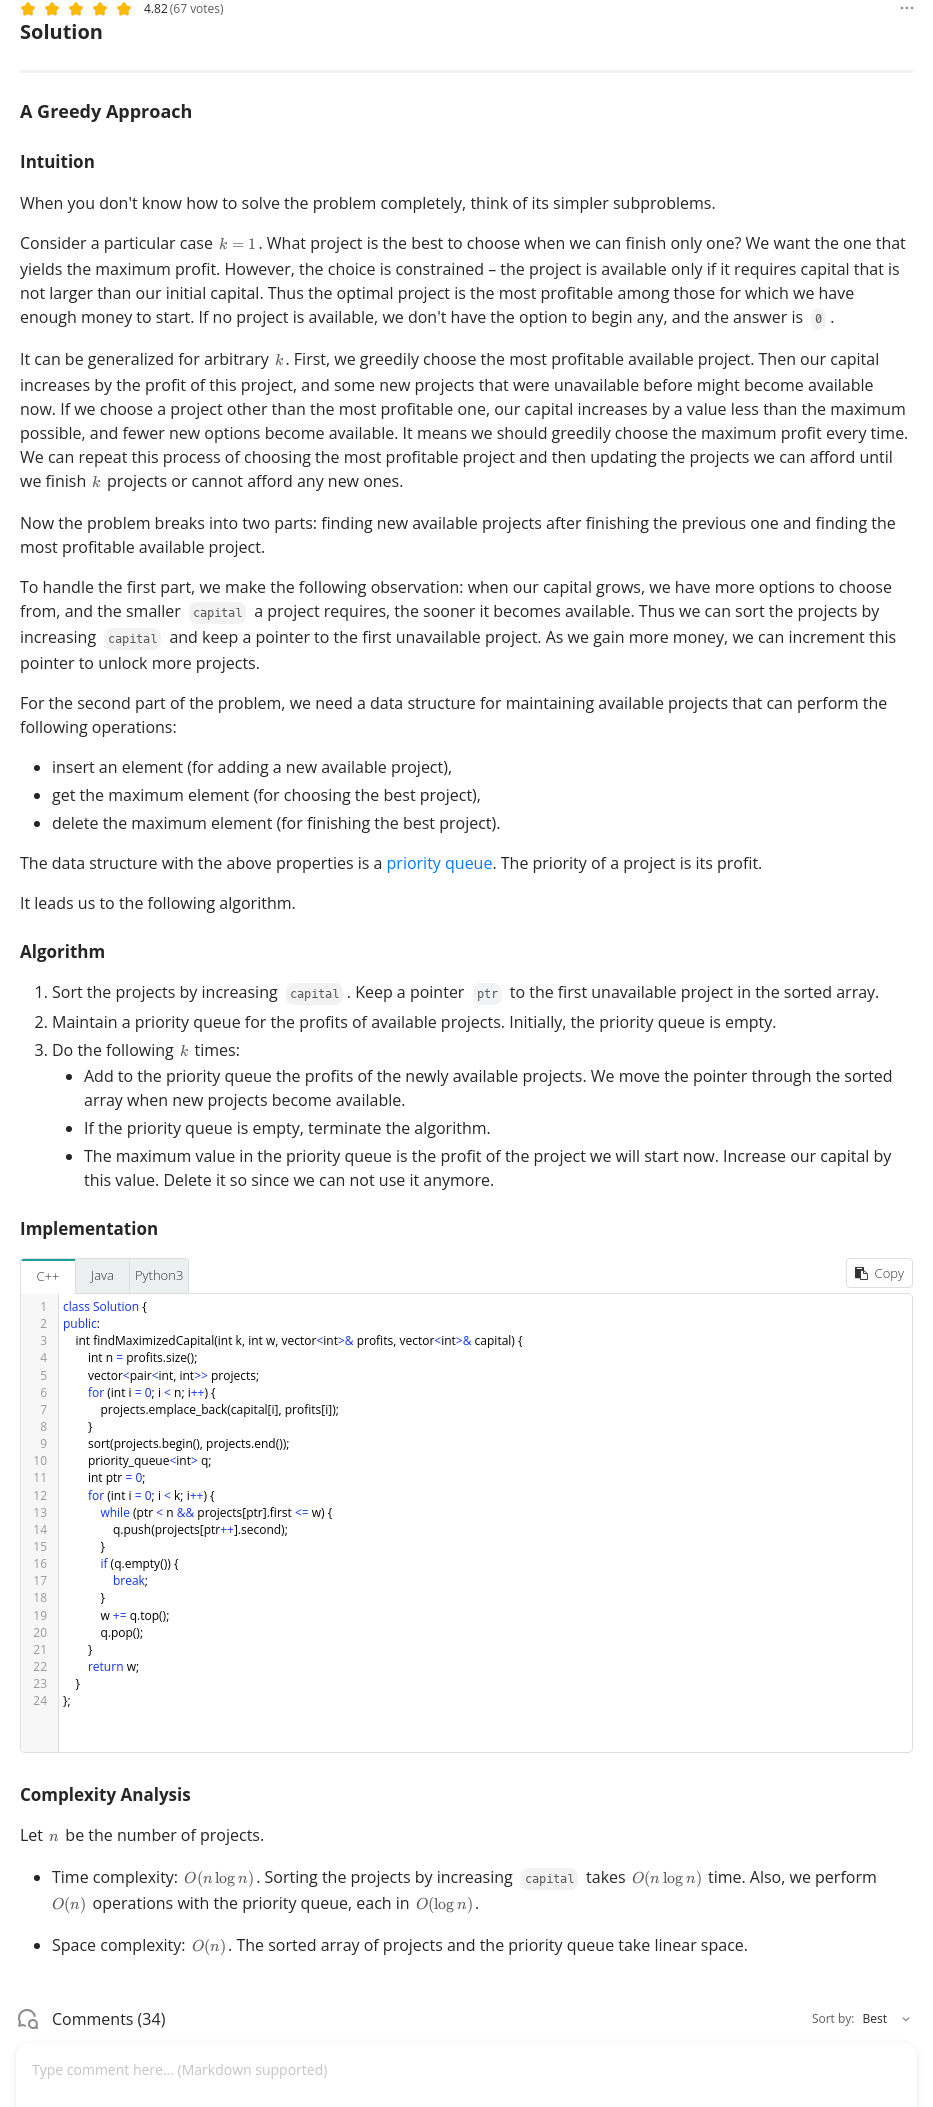 4.82 (67 votes)
Solution
A Greedy Approach
Intuition
When you don't know how to solve the problem completely, think of its simpler subproblems.
Consider a particular case k = 1. What project is the best to choose when we can finish only one? We want the one that
yields the maximum profit. However, the choice is constrained – the project is available only if it requires capital that is
not larger than our initial capital. Thus the optimal project is the most profitable among those for which we have
enough money to start. If no project is available, we don't have the option to begin any, and the answer is 0 .
It can be generalized for arbitrary k. First, we greedily choose the most profitable available project. Then our capital
increases by the profit of this project, and some new projects that were unavailable before might become available
now. If we choose a project other than the most profitable one, our capital increases by a value less than the maximum
possible, and fewer new options become available. It means we should greedily choose the maximum profit every time.
We can repeat this process of choosing the most profitable project and then updating the projects we can afford until
we finish k projects or cannot afford any new ones.
Now the problem breaks into two parts: finding new available projects after finishing the previous one and finding the
most profitable available project.
To handle the first part, we make the following observation: when our capital grows, we have more options to choose
from, and the smaller capital a project requires, the sooner it becomes available. Thus we can sort the projects by
increasing capital and keep a pointer to the first unavailable project. As we gain more money, we can increment this
pointer to unlock more projects.
For the second part of the problem, we need a data structure for maintaining available projects that can perform the
following operations:
• insert an element (for adding a new available project),
• get the maximum element (for choosing the best project),
• delete the maximum element (for finishing the best project).
The data structure with the above properties is a priority queue. The priority of a project is its profit.
It leads us to the following algorithm.
Algorithm
1. Sort the projects by increasing capital . Keep a pointer ptr to the first unavailable project in the sorted array.
2. Maintain a priority queue for the profits of available projects. Initially, the priority queue is empty.
3. Do the following k times:
• Add to the priority queue the profits of the newly available projects. We move the pointer through the sorted
array when new projects become available.
• If the priority queue is empty, terminate the algorithm.
• The maximum value in the priority queue is the profit of the project we will start now. Increase our capital by
this value. Delete it so since we can not use it anymore.
Implementation
C++ Java Python3 Copy
1 class Solution {
2 public:
3 int findMaximizedCapital(int k, int w, vector<int>& profits, vector<int>& capital) {
4 int n = profits.size();
5 vector<pair<int, int>> projects;
6 for (int i = 0; i < n; i++) {
7 projects.emplace_back(capital[i], profits[i]);
8 }
9 sort(projects.begin(), projects.end());
10 priority_queue<int> q;
11 int ptr = 0;
12 for (int i = 0; i < k; i++) {
13 while (ptr < n && projects[ptr].first <= w) {
14 q.push(projects[ptr++].second);
15 }
16 if (q.empty()) {
17 break;
18 }
19 w += q.top();
20 q.pop();
21 }
22 return w;
23 }
24 };
Complexity Analysis
Let n be the number of projects.
• Time complexity: O(n log n). Sorting the projects by increasing capital takes O(n log n) time. Also, we perform
O(n) operations with the priority queue, each in O(log n).
• Space complexity: O(n). The sorted array of projects and the priority queue take linear space.
Comments (34) Sort by: Best
Type comment here... (Markdown supported)